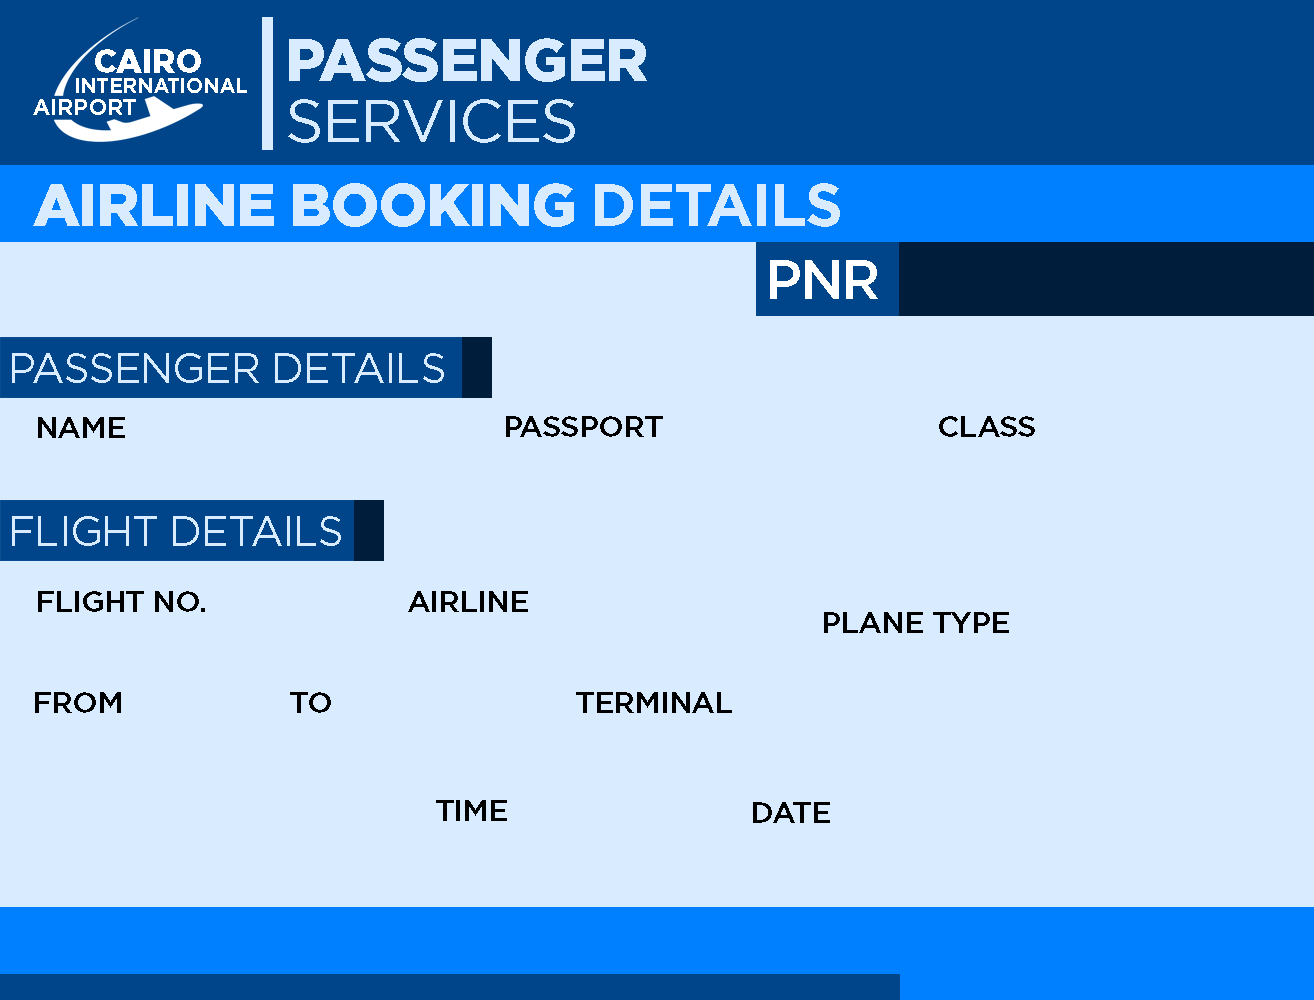 CAIRO
INTERNATIONAL
AIRPORT
PASSENGER
SERVICES
AIRLINE BOOKING DETAILS
PNR
PASSENGER DETAILS
NAME PASSPORT CLASS
FLIGHT DETAILS
FLIGHT NO. AIRLINE
PLANE TYPE
FROM TO TERMINAL
TIME DATE